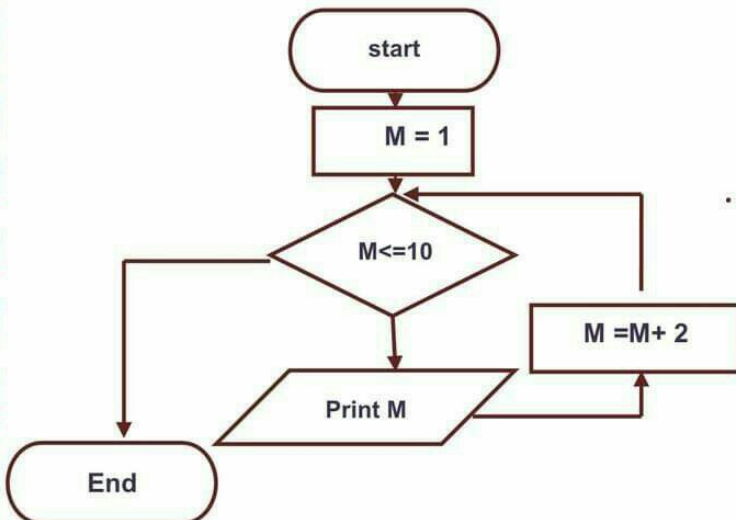 start
M = 1
M<=10
M =M+ 2
Print M
End